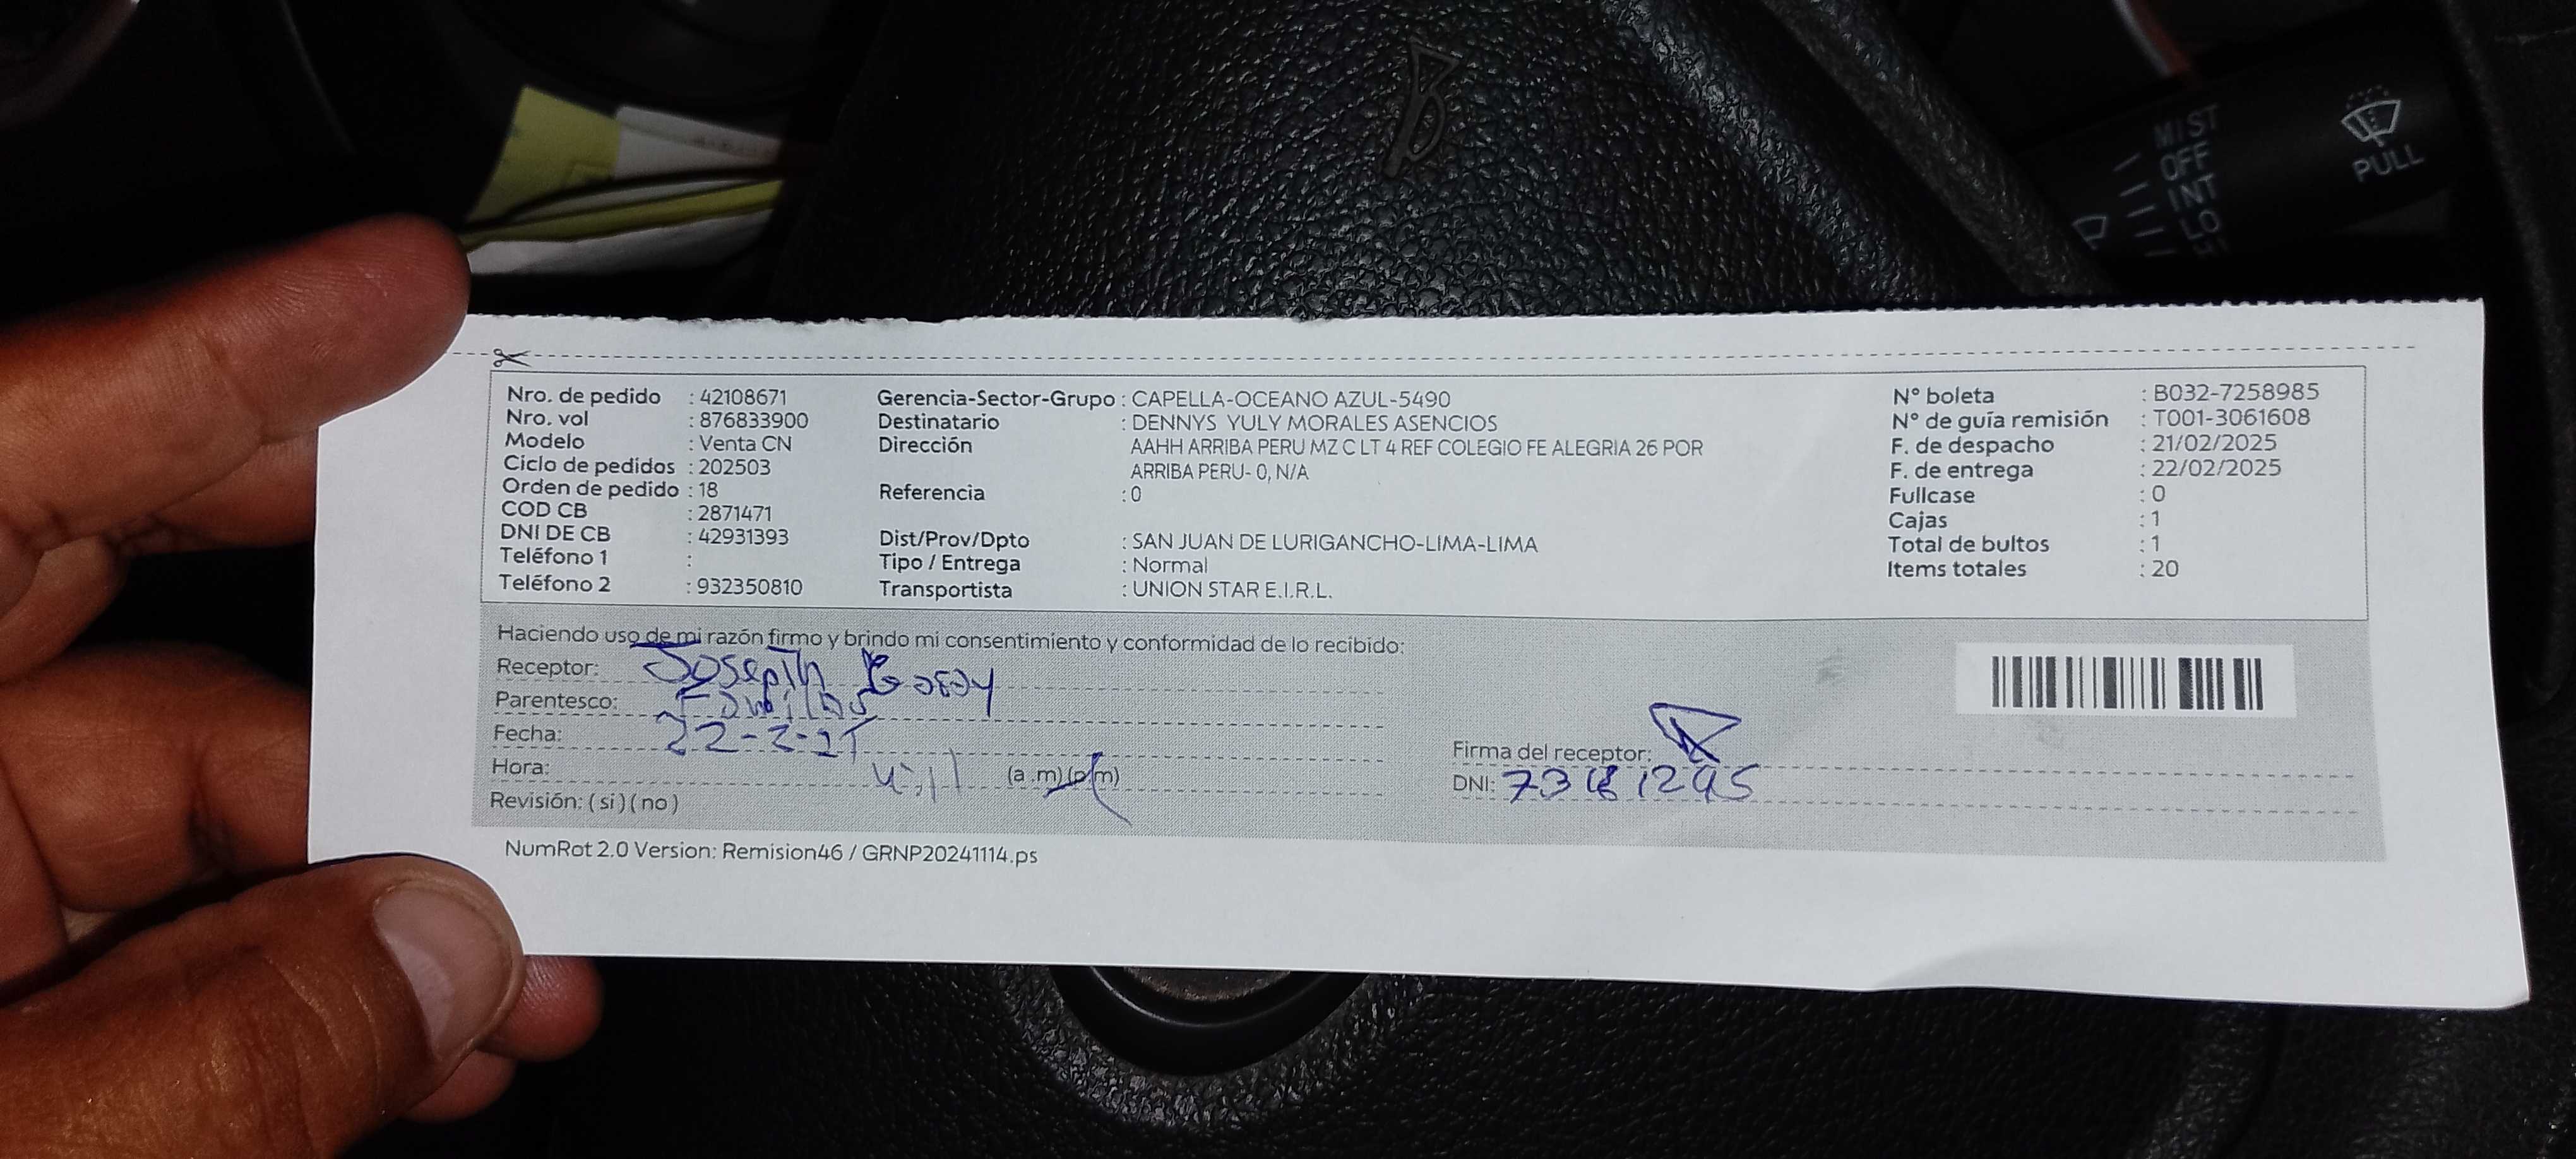 MIST
OFF
INT
LO
HI
PULL
Nro. de pedido : 42108671 Gerencia-Sector-Grupo : CAPELLA-OCEANO AZUL-5490 N° boleta : B032-7258985
Nro. vol : 876833900 Destinatario : DENNYS YULY MORALES ASENCIOS N° de guía remisión : T001-3061608
Modelo : Venta CN Dirección AAHH ARRIBA PERU MZ C LT 4 REF COLEGIO FE ALEGRIA 26 POR F. de despacho : 21/02/2025
Ciclo de pedidos : 202503 ARRIBA PERU- 0, N/A F. de entrega : 22/02/2025
Orden de pedido : 18 Referencia : 0 Fullcase : 0
COD CB : 2871471 Cajas : 1
DNI DE CB : 42931393 Dist/Prov/Dpto : SAN JUAN DE LURIGANCHO-LIMA-LIMA Total de bultos : 1
Teléfono 1 : Tipo / Entrega : Normal Items totales : 20
Teléfono 2 : 932350810 Transportista : UNION STAR E.I.R.L.
Haciendo uso de mi razón firmo y brindo mi consentimiento y conformidad de lo recibido:
Receptor: Joseph
Parentesco:
Fecha: 22-2-25
Hora: (a.m) (p.m)
Firma del receptor:
DNI:
Revisión: ( si ) ( no )
NumRot 2.0 Version: Remision46 / GRNP20241114.ps